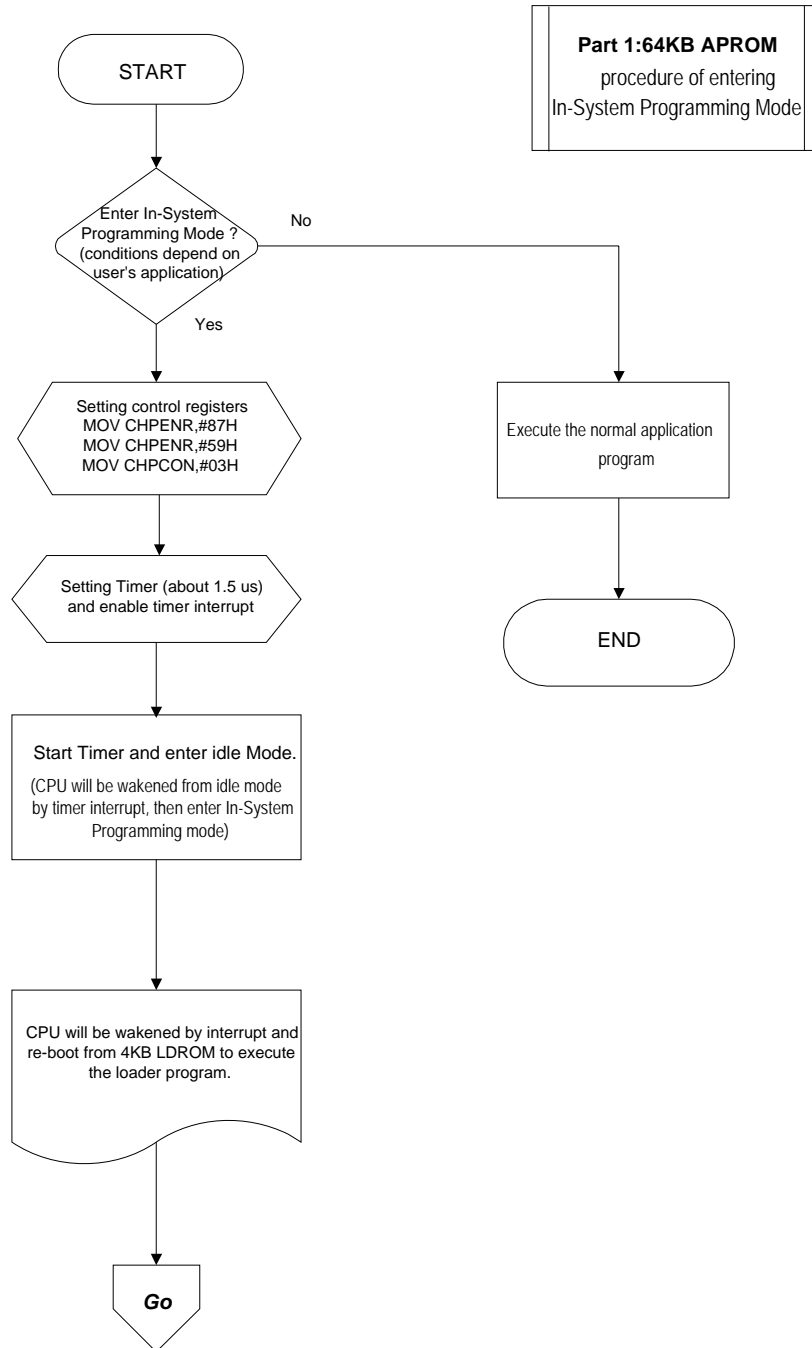 START
Part 1:64KB APROM
procedure of entering
In-System Programming Mode
Enter In-System
Programming Mode ?
(conditions depend on
user's application)
No
Yes
Setting control registers
MOV CHPENR,#87H
MOV CHPENR,#59H
MOV CHPCON,#03H
Execute the normal application
program
Setting Timer (about 1.5 us)
and enable timer interrupt
END
Start Timer and enter idle Mode.
(CPU will be wakened from idle mode
by timer interrupt, then enter In-System
Programming mode)
CPU will be wakened by interrupt and
re-boot from 4KB LDROM to execute
the loader program.
Go